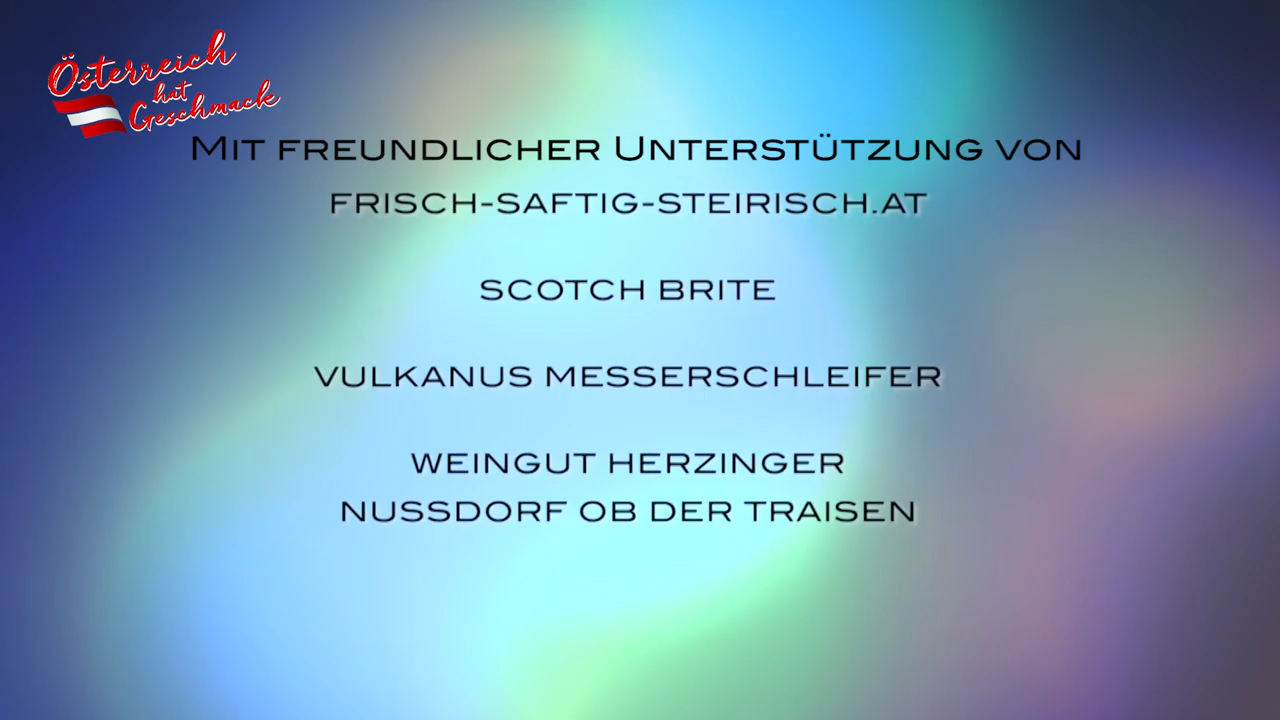 Österreich
hat
Geschmack
MIT FREUNDLICHER UNTERSTÜTZUNG VON
FRISCH-SAFTIG-STEIRISCH.AT
SCOTCH BRITE
VULKANUS MESSERSCHLEIFER
WEINGUT HERZINGER
NUSSDORF OB DER TRAISEN